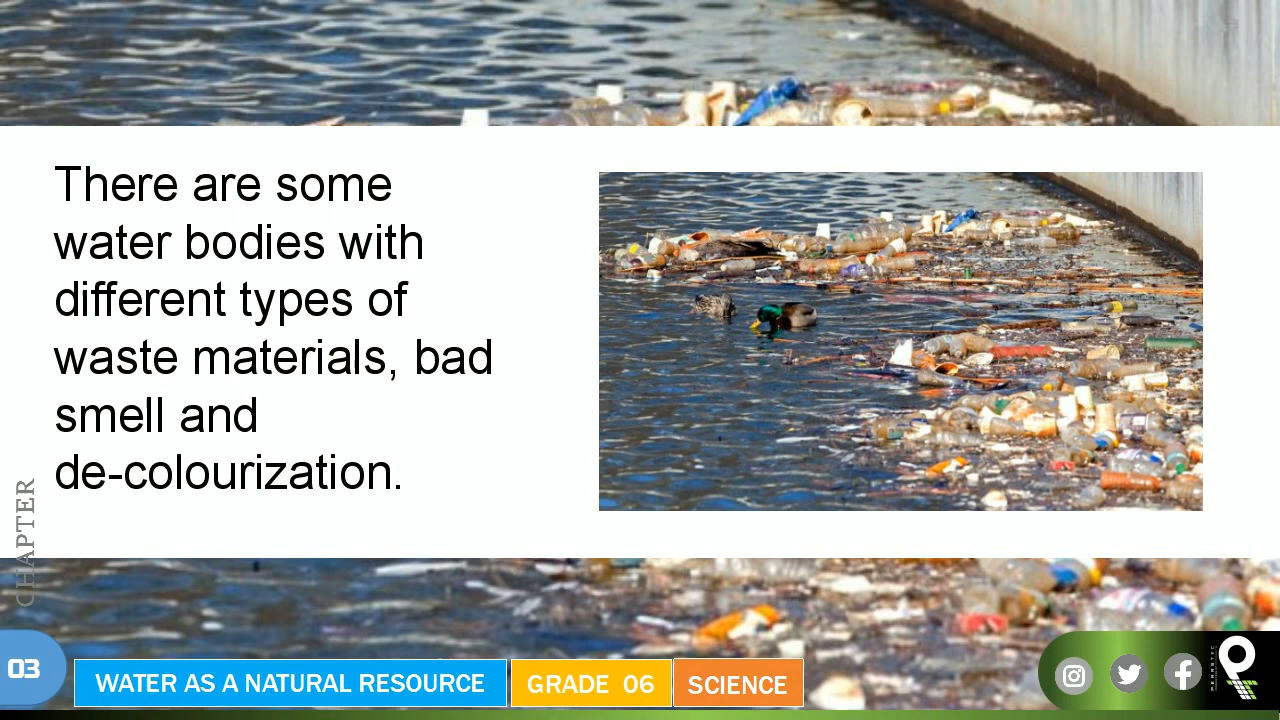 There are some
water bodies with
different types of
waste materials, bad
smell and
de-colourization.
CHAPTER
03
WATER AS A NATURAL RESOURCE
GRADE 06
SCIENCE